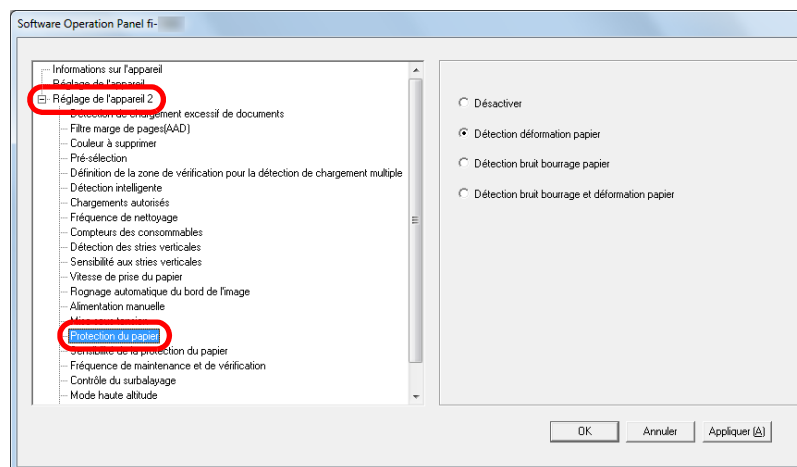 Software Operation Panel fi-
Informations sur l'appareil
Réglage de l'appareil
Réglage de l'appareil 2
Détection de chargement excessif de documents
Filtre marge de pages(AAD)
Couleur à supprimer
Pré-sélection
Définition de la zone de vérification pour la détection de chargement multiple
Détection intelligente
Chargements autorisés
Fréquence de nettoyage
Compteurs des consommables
Détection des stries verticales
Sensibilité aux stries verticales
Vitesse de prise du papier
Rognage automatique du bord de l'image
Alimentation manuelle
Mise sous tension
Protection du papier
Sensibilité de la protection du papier
Fréquence de maintenance et de vérification
Contrôle du surbalayage
Mode haute altitude
Désactiver
Détection déformation papier
Détection bruit bourrage papier
Détection bruit bourrage et déformation papier
OK
Annuler
Appliquer (A)